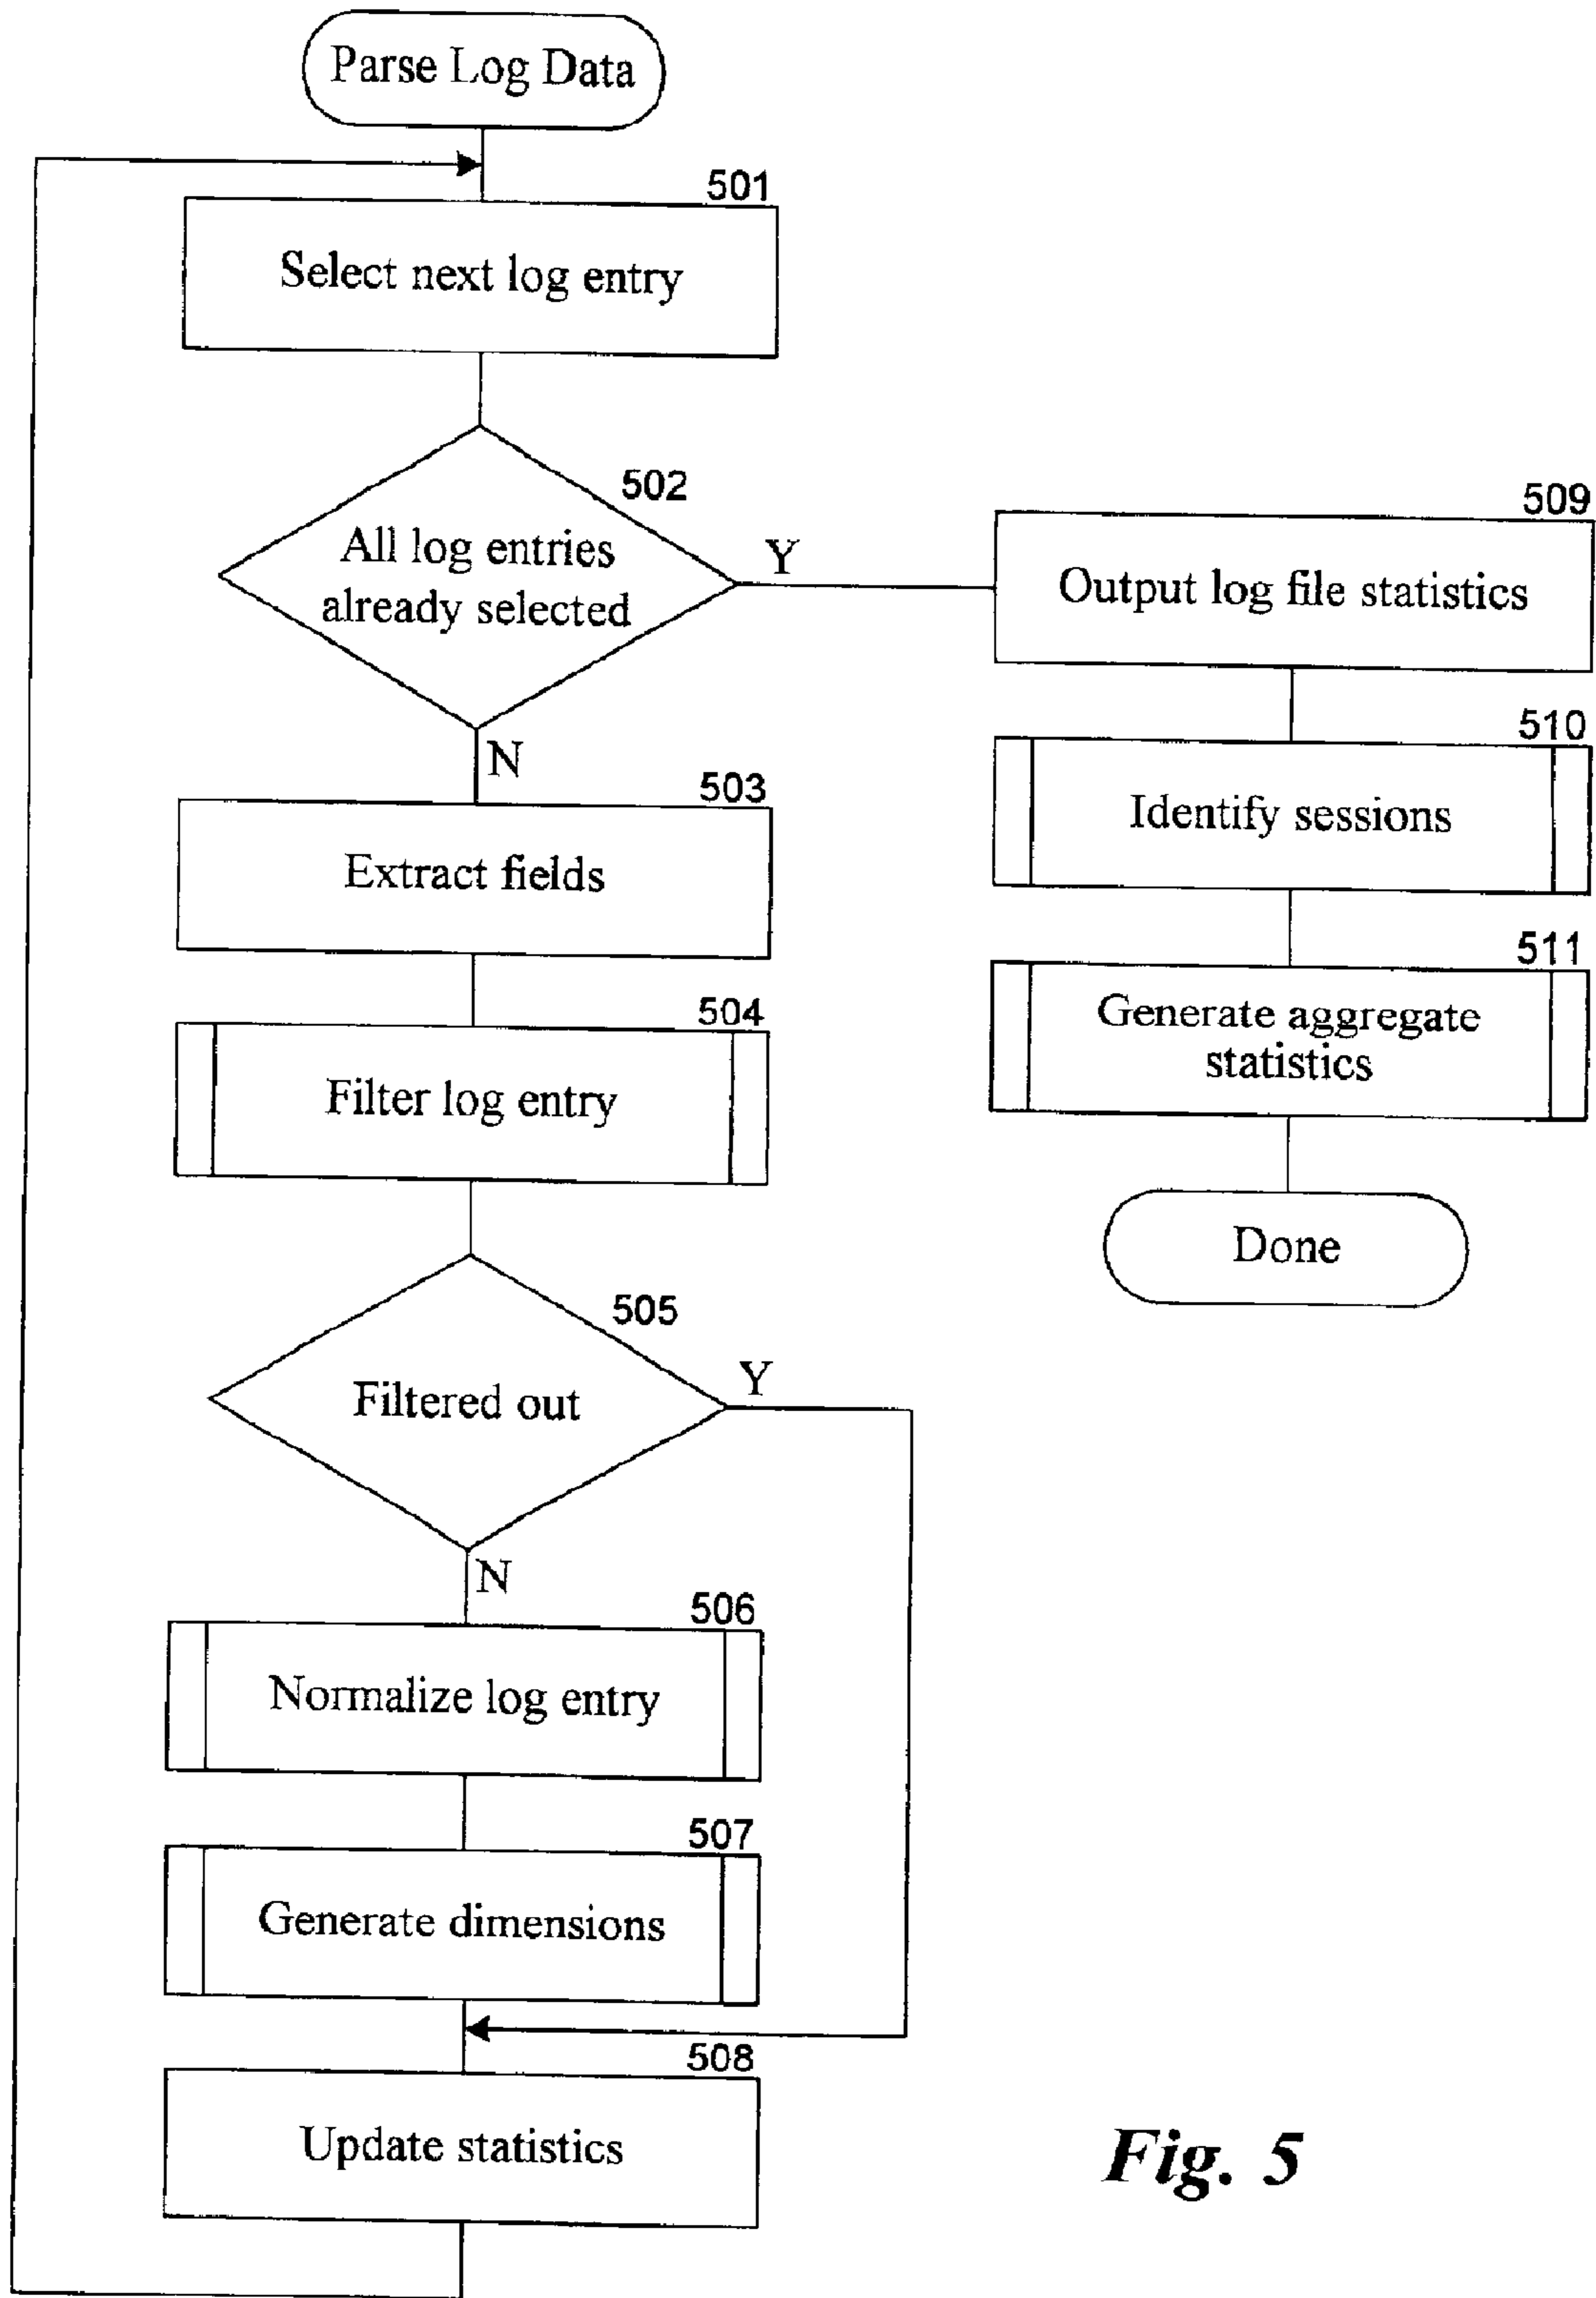 Parse Log Data
501
Select next log entry
502
All log entries
already selected
Y
N
503
Extract fields
504
Filter log entry
505
Filtered out
Y
N
506
Normalize log entry
507
Generate dimensions
508
Update statistics
509
Output log file statistics
510
Identify sessions
511
Generate aggregate
statistics
Done
Fig. 5